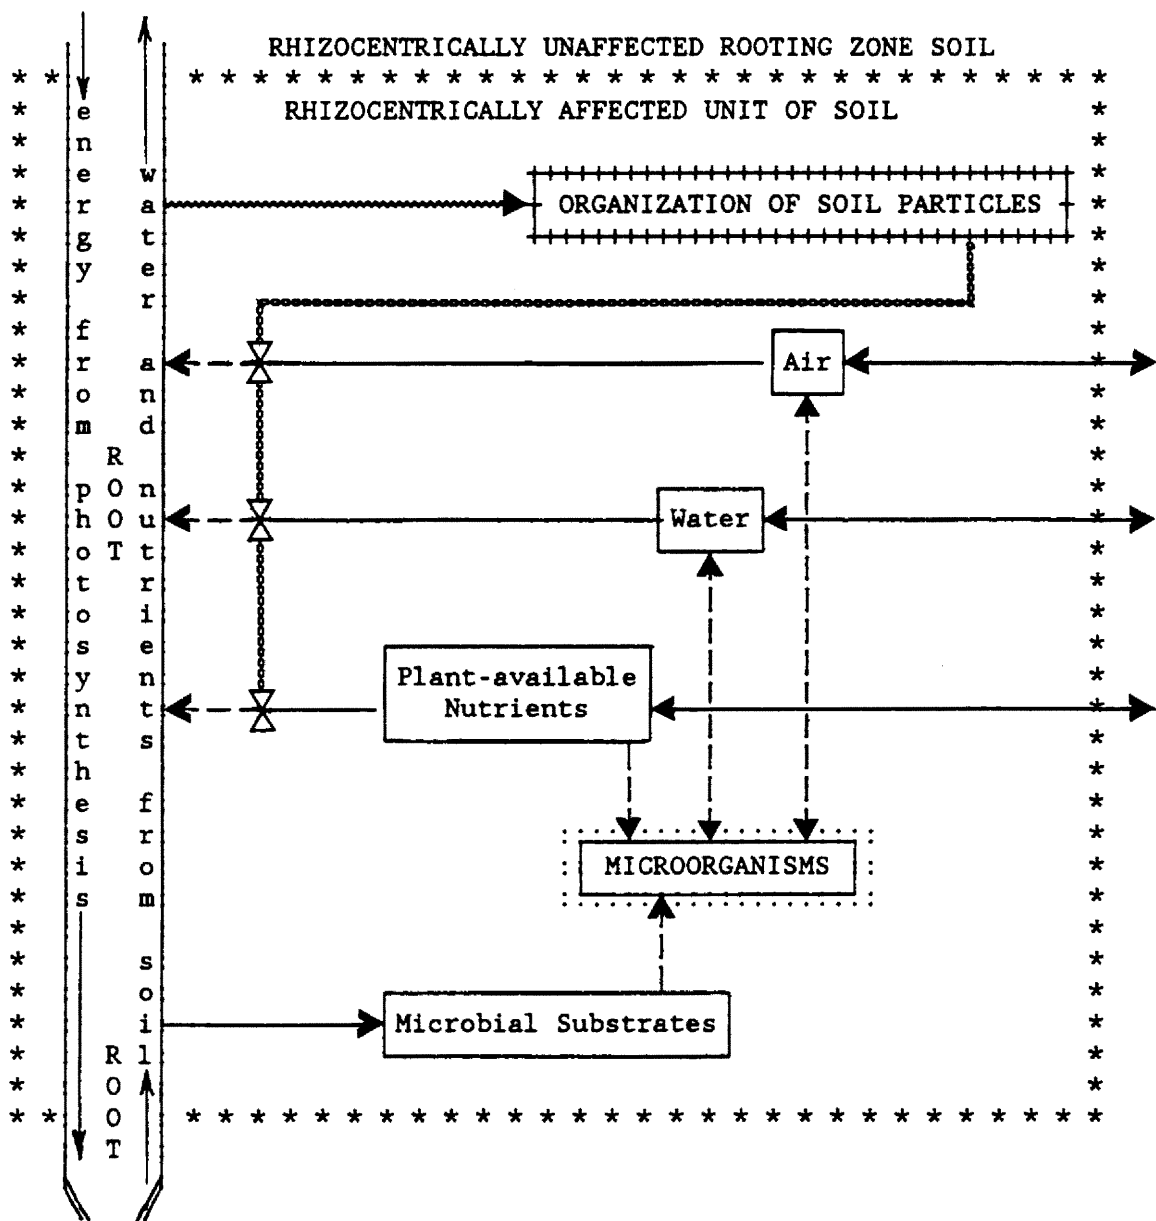 RHIZOCENTRICALLY UNAFFECTED ROOTING ZONE SOIL
RHIZOCENTRICALLY AFFECTED UNIT OF SOIL
energy from photosynthesis
ROOT
water and nutrients from soil
ROOT
ORGANIZATION OF SOIL PARTICLES
Air
Water
Plant-available
Nutrients
MICROORGANISMS
Microbial Substrates